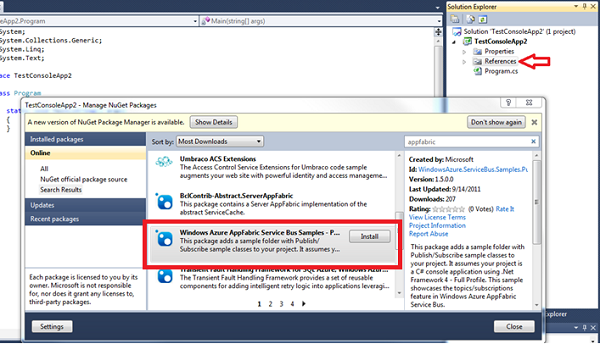 oleApp2.Program
Main(string[] args)
System;
System.Collections.Generic;
System.Linq;
System.Text;
ace TestConsoleApp2
ass Program
stat
{
}
Solution Explorer
Solution 'TestConsoleApp2' (1 project)
TestConsoleApp2
Properties
References
Program.cs
TestConsoleApp2 - Manage NuGet Packages
A new version of NuGet Package Manager is available.
Show Details
Don't show again
Installed packages
Online
All
NuGet official package source
Search Results
Updates
Recent packages
Each package is licensed to you by its owner. Microsoft is not responsible for, nor does it grant any licenses to, third-party packages.
Settings
Sort by:
Most Downloads
Umbraco ACS Extensions
The Access Control Service Extensions for Umbraco code sample
augments your web site with powerful identity and access manageme...
BclContrib-Abstract.ServerAppFabric
This package contains a Server AppFabric implementation of the
abstract ServiceCache.
Windows Azure AppFabric Service Bus Samples - P...
This package adds a sample folder with Publish/
Subscribe sample classes to your project. It assumes y...
Install
Transient Fault Handling Framework for SQL Azure, Windows Azur...
The Transient Fault Handling Framework provides a set of reusable
components for adding intelligent retry logic into applications leveragi...
1 2 3 4
appfabric
Created by: Microsoft
Id: WindowsAzure.ServiceBus.Samples.Pu
Version: 1.5.0.0
Last Updated: 9/14/2011
Downloads: 207
Rating: (0 Votes) Rate It
View License Terms
Project Information
Report Abuse
This package adds a sample folder
with Publish/Subscribe sample
classes to your project. It assumes
your project is a C# console
application using .Net
Framework 4 - Full Profile. This sample
showcases the topics/subscriptions
feature in Windows Azure AppFabric
Service Bus.
Close
Explorer